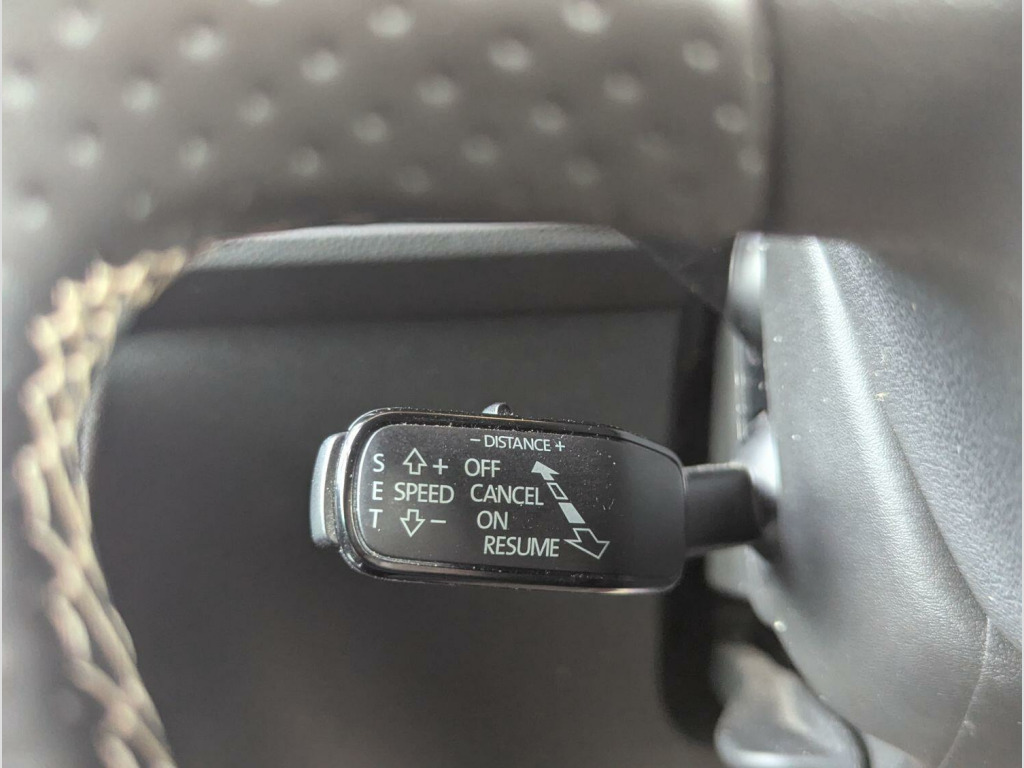 - DISTANCE +
S + OFF
E SPEED CANCEL
T - ON
RESUME